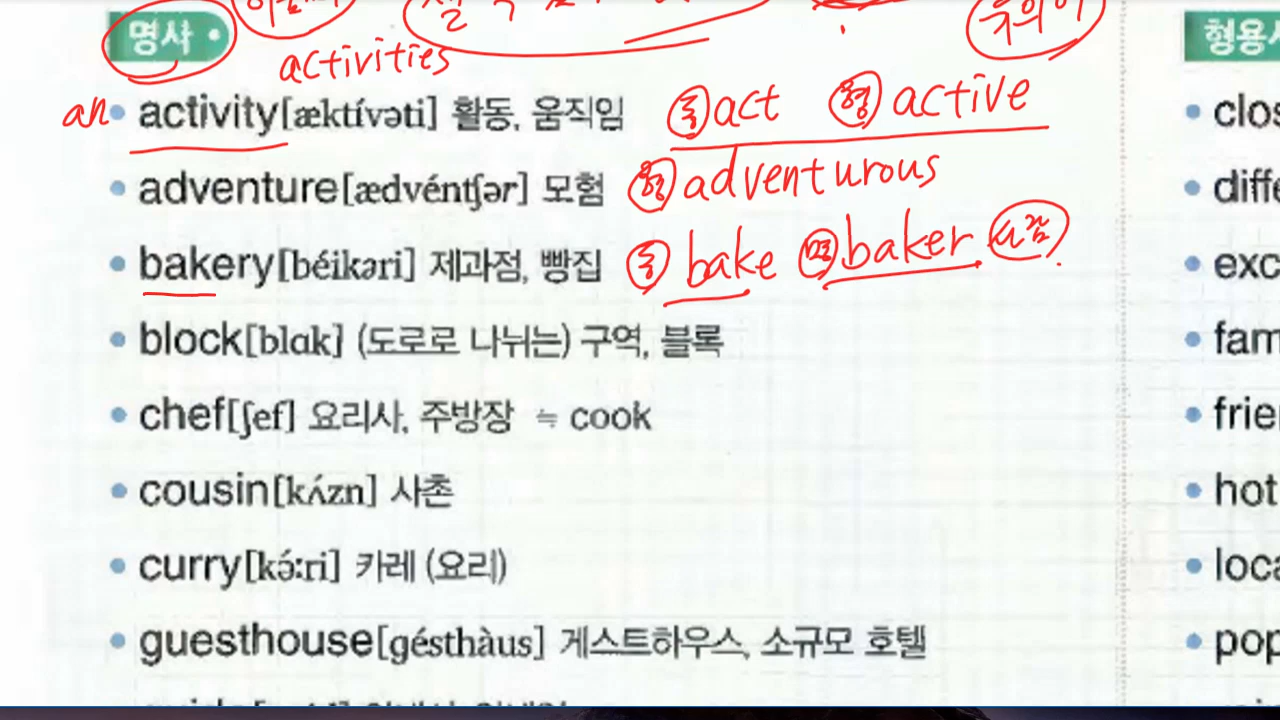 명사 •
유의어
형용사
activities
an • activity[æktívəti] 활동, 움직임 동 act 형 active
• adventure[ædvéntʃər] 모험 형 adventurous
• bakery[béikəri] 제과점, 빵집 동 bake 명 baker (사람)
• block[blɑk] (도로로 나뉘는) 구역, 블록
• chef[ʃef] 요리사, 주방장 ≒ cook
• cousin[kʌ́zn] 사촌
• curry[kə́ːri] 카레 (요리)
• guesthouse[gésthàus] 게스트하우스, 소규모 호텔
• clos
• diffe
• exc
• fam
• frie
• hot
• loca
• pop